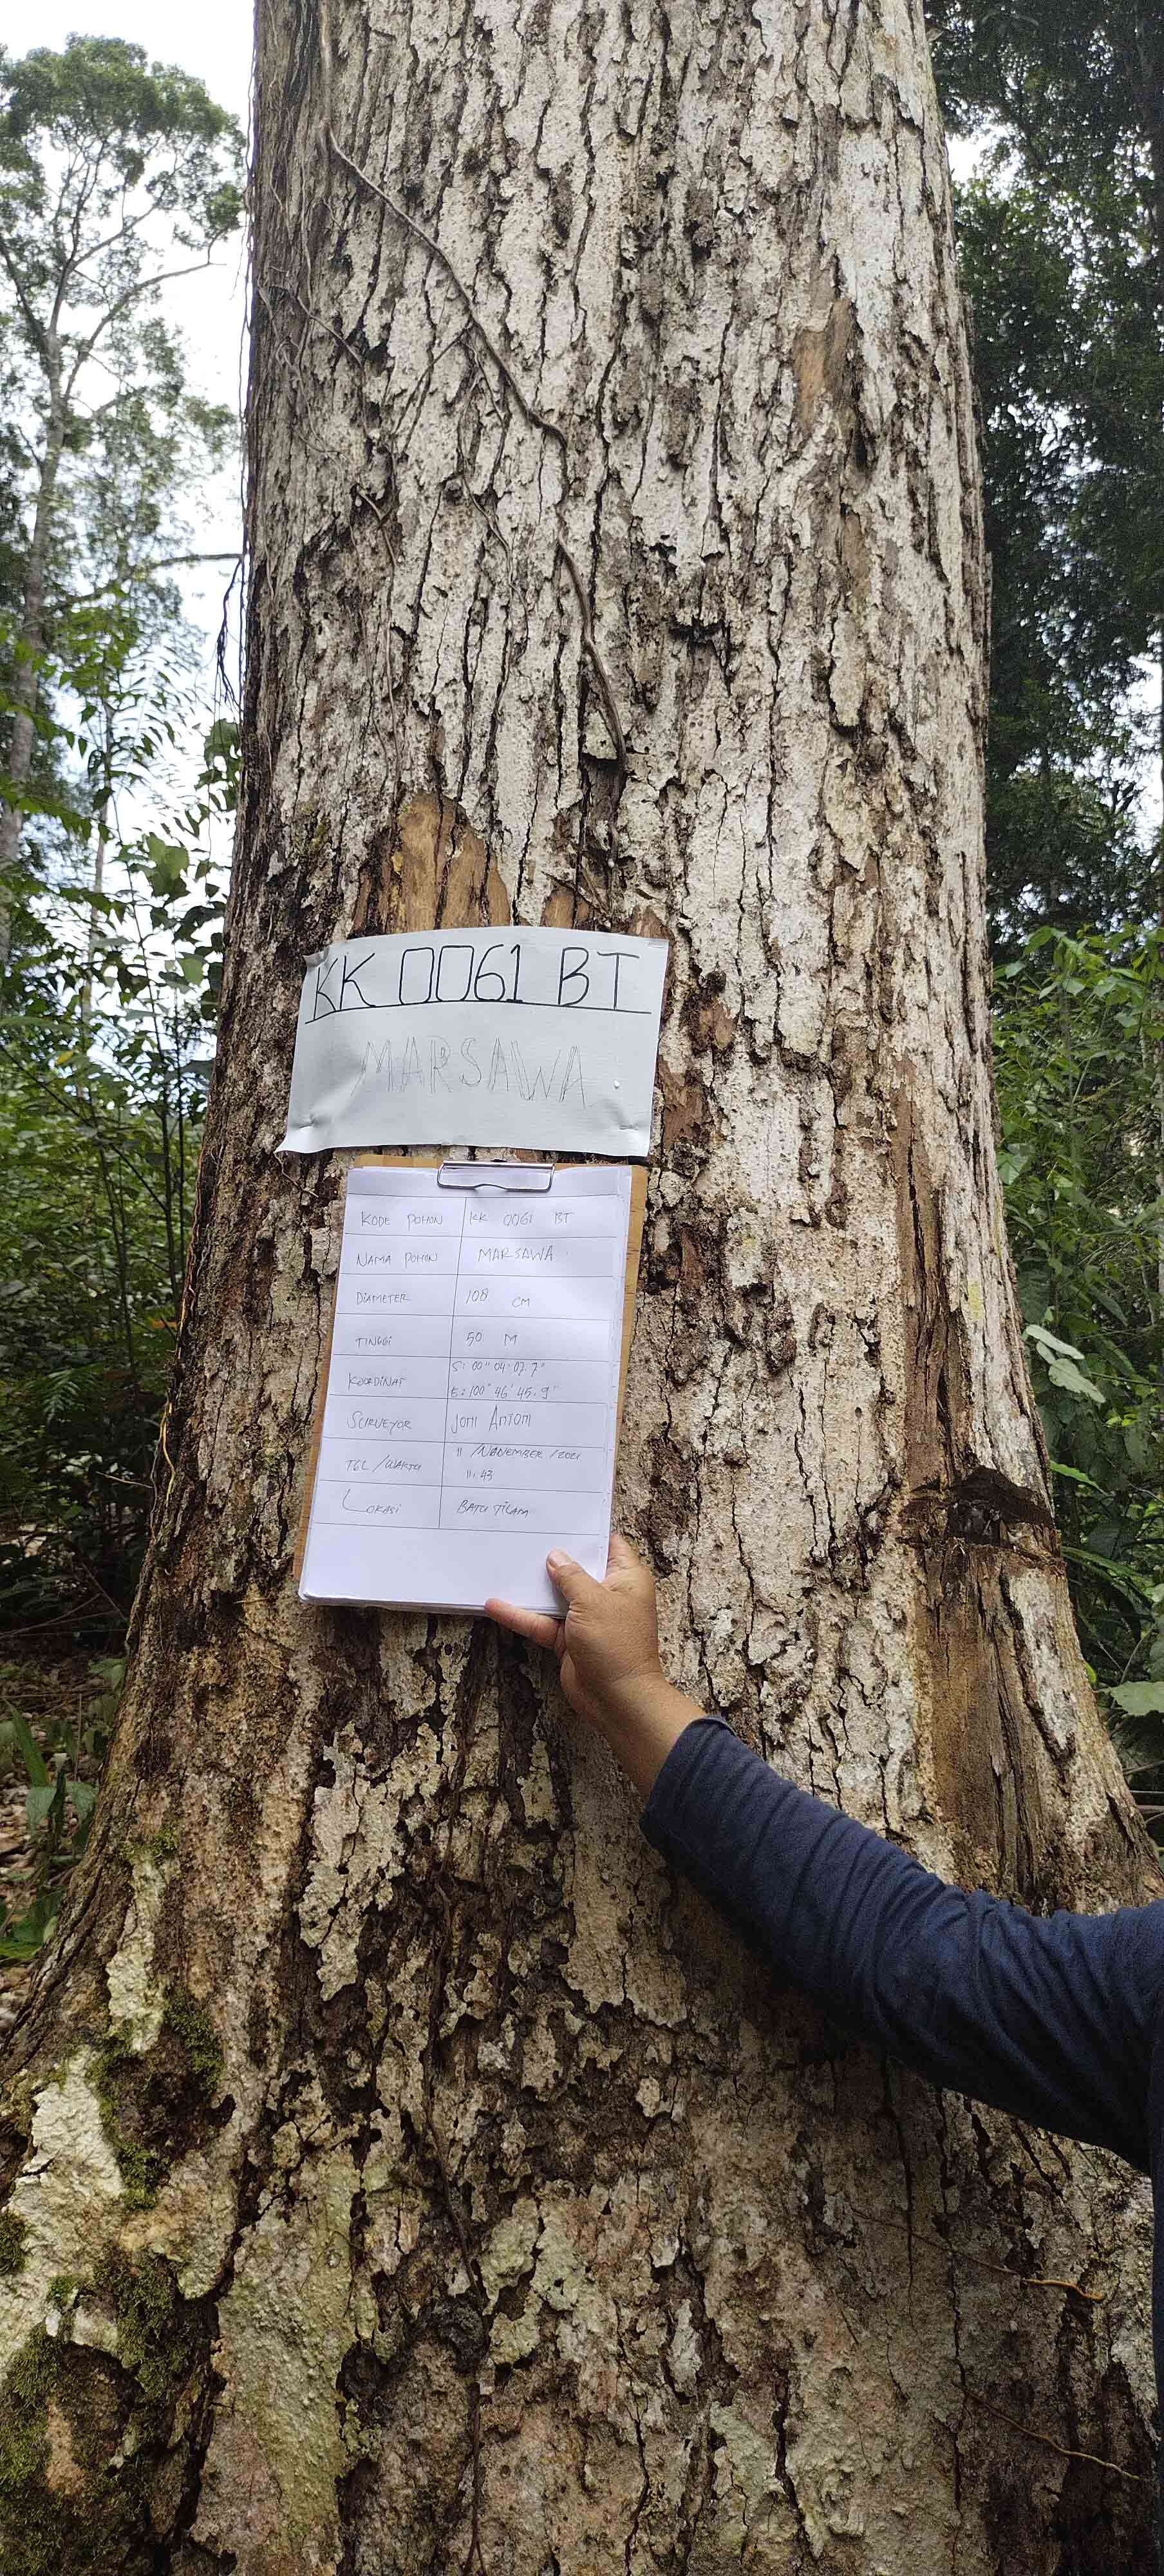 KK 0061 BT
MARSAWA
KODE POHON KK 0061 BT
NAMA POHON MARSAWA
DIAMETER 108 CM
TINGGI 50 M
KOORDINAT S: 00° 04' 07.7"
E: 100° 46' 45.9"
SURVEYOR JONI ANTONI
TGL/WAKTU 11/NOVEMBER/2021
11:43
LOKASI BATU TILAM